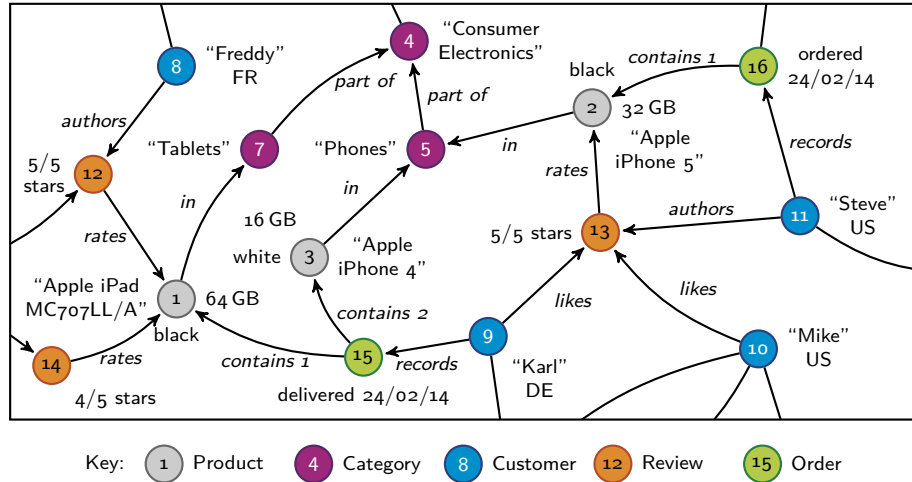 4
"Consumer
Electronics"
"Freddy"
FR
8
contains 1
16
ordered
24/02/14
part of
black
2
32 GB
part of
authors
"Tablets"
7
"Phones"
5
in
"Apple
iPhone 5"
records
5/5
stars
12
in
in
rates
16 GB
authors
11
"Steve"
US
rates
white
3
"Apple
iPhone 4"
5/5 stars
13
"Apple iPad
MC707LL/A"
1
64 GB
black
likes
likes
contains 2
14
rates
contains 1
15
records
9
"Karl"
DE
10
"Mike"
US
4/5 stars
delivered 24/02/14
Key: 1 Product 4 Category 8 Customer 12 Review 15 Order